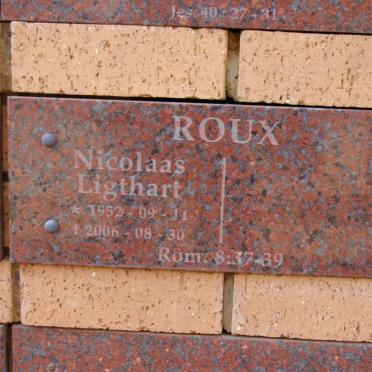 Jes. 40 : 27 - 31
ROUX
Nicolaas
Ligthart
★ 1952 - 09 - 11
† 2006 - 08 - 30
Rom. 8:37-39